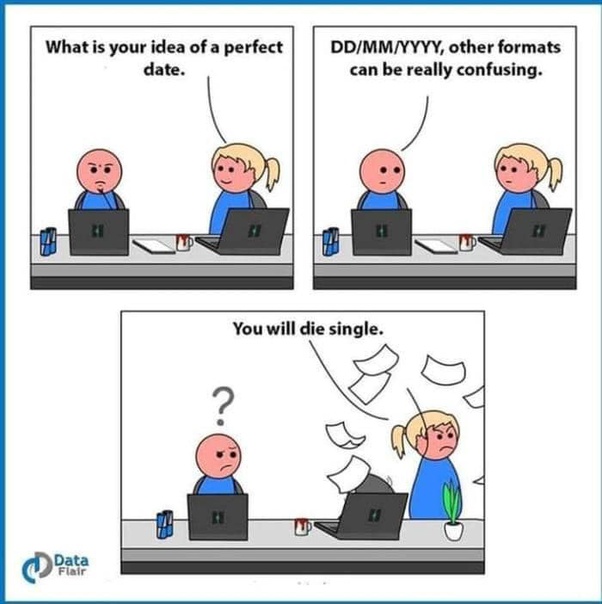 What is your idea of a perfect
date.
DD/MM/YYYY, other formats
can be really confusing.
You will die single.
?
Data
Flair